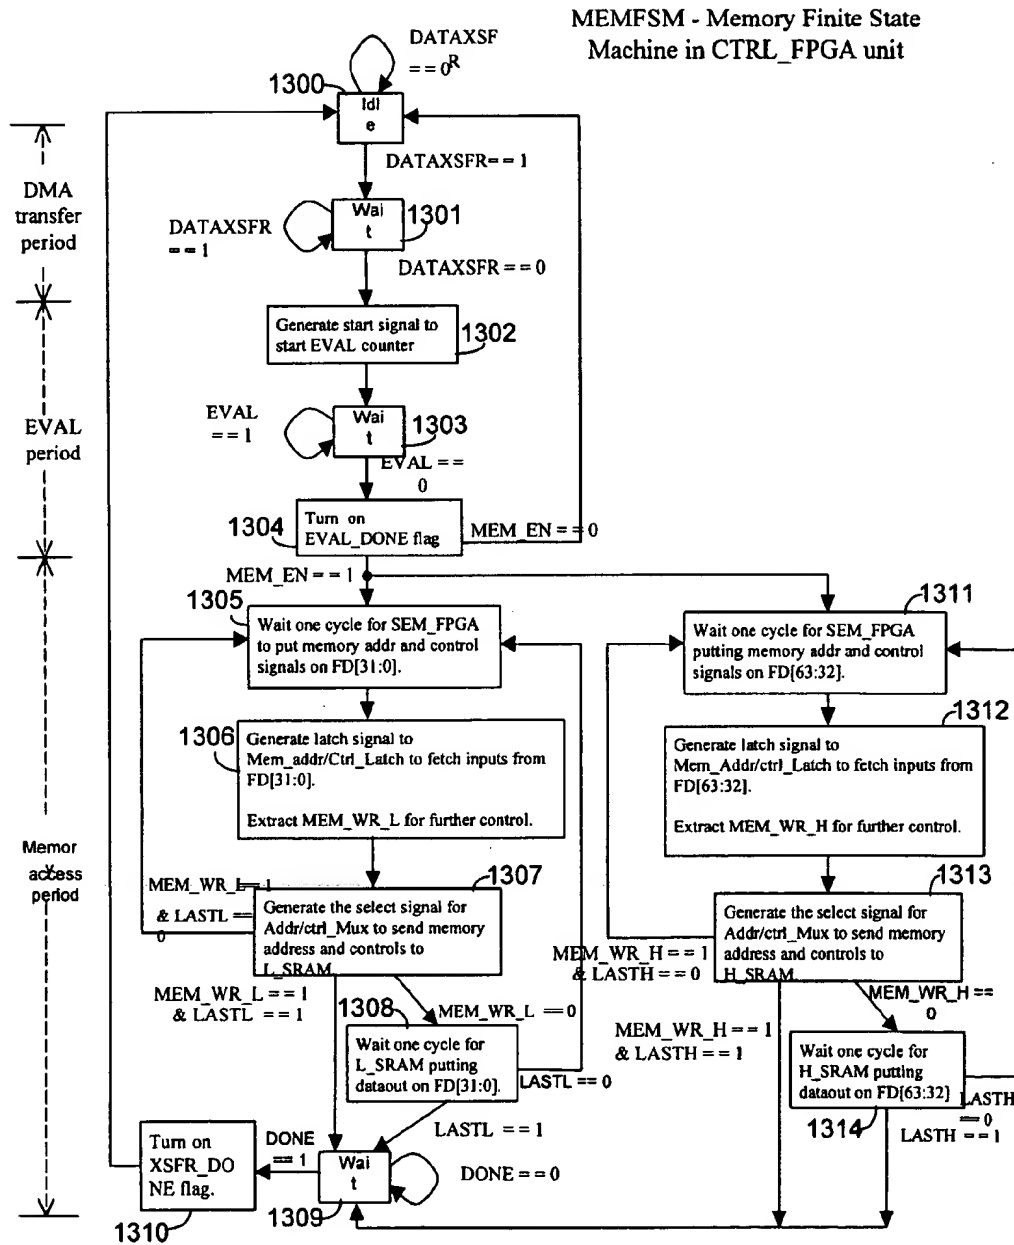 MEMFSM - Memory Finite State
Machine in CTRL_FPGA unit
DATAXSF
== 0R
1300
Idl
e
DATAXSFR== 1
DMA
transfer
period
Wai
t
1301
DATAXSFR
== 1
DATAXSFR == 0
Generate start signal to
start EVAL counter
1302
EVAL
period
EVAL
== 1
Wai
t
1303
EVAL ==
0
1304
Turn on
EVAL_DONE flag
MEM_EN == 0
MEM_EN == 1
1305
Wait one cycle for SEM_FPGA
to put memory addr and control
signals on FD[31:0].
1311
Wait one cycle for SEM_FPGA
putting memory addr and control
signals on FD[63:32].
1306
Generate latch signal to
Mem_addr/Ctrl_Latch to fetch inputs from
FD[31:0].
Extract MEM_WR_L for further control.
1312
Generate latch signal to
Mem_Addr/ctrl_Latch to fetch inputs from
FD[63:32].
Extract MEM_WR_H for further control.
Memor
y
access
period
MEM_WR_L == 1
& LASTL ==
0
1307
Generate the select signal for
Addr/ctrl_Mux to send memory
address and controls to
L_SRAM
1313
Generate the select signal for
Addr/ctrl_Mux to send memory
address and controls to
H_SRAM
MEM_WR_H == 1
& LASTH == 0
MEM_WR_L == 1
& LASTL == 1
1308
MEM_WR_L == 0
Wait one cycle for
L_SRAM putting
dataout on FD[31:0].
LASTL == 0
MEM_WR_H == 1
& LASTH == 1
MEM_WR_H ==
0
Wait one cycle for
H_SRAM putting
dataout on FD[63:32]
1314
LASTH
== 0
LASTH == 1
LASTL == 1
Turn on
XSFR_DO
NE flag.
1310
DONE
== 1
Wai
t
1309
DONE == 0